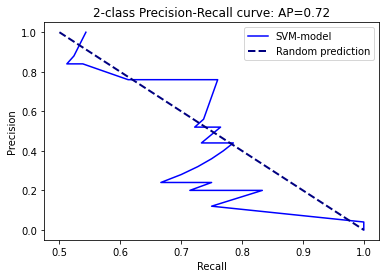 2-class Precision-Recall curve: AP=0.72
SVM-model
Random prediction
Precision
1.0
0.8
0.6
0.4
0.2
0.0
0.5 0.6 0.7 0.8 0.9 1.0
Recall